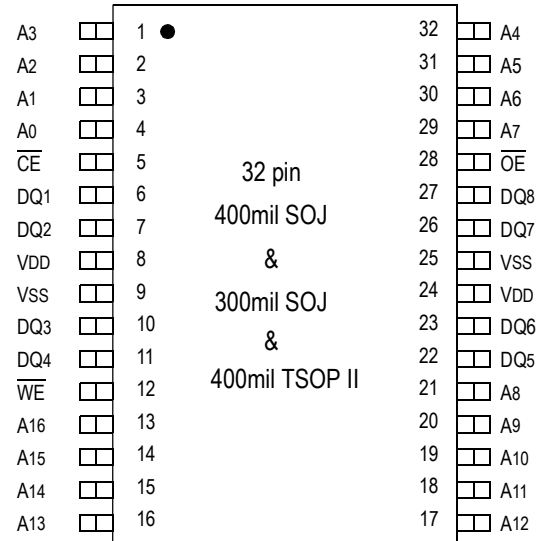 A3 1 ● 32 A4
A2 2 31 A5
A1 3 30 A6
A0 4 29 A7
C̅E̅ 5 28 O̅E̅
32 pin
DQ1 6 27 DQ8
400mil SOJ
DQ2 7 26 DQ7
VDD 8 & 25 VSS
VSS 9 24 VDD
300mil SOJ
DQ3 10 23 DQ6
&
DQ4 11 22 DQ5
400mil TSOP II
W̅E̅ 12 21 A8
A16 13 20 A9
A15 14 19 A10
A14 15 18 A11
A13 16 17 A12